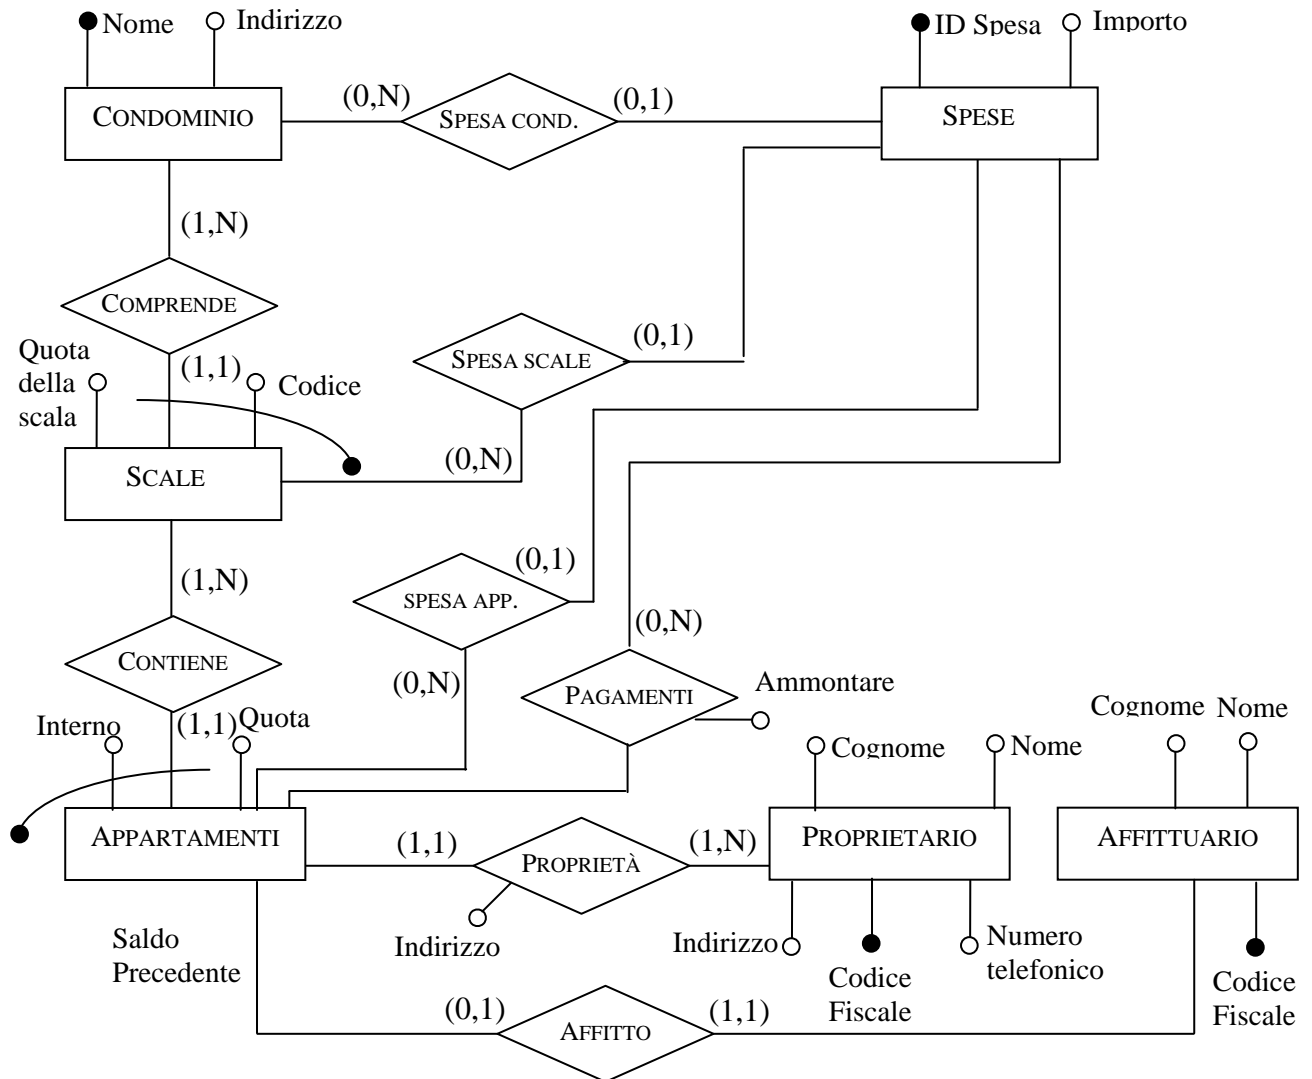 Nome
Indirizzo
ID Spesa
Importo
CONDOMINIO
(0,N)
SPESA COND.
(0,1)
SPESE
(1,N)
COMPRENDE
Quota
della
scala
(1,1)
Codice
SPESA SCALE
(0,1)
SCALE
(0,N)
(1,N)
SPESA APP.
(0,1)
CONTIENE
(0,N)
(0,N)
PAGAMENTI
Ammontare
Interno
(1,1)
Quota
Cognome
Nome
Cognome
Nome
APPARTAMENTI
(1,1)
PROPRIETÀ
(1,N)
PROPRIETARIO
AFFITTUARIO
Saldo
Precedente
Indirizzo
Indirizzo
Codice
Fiscale
Numero
telefonico
Codice
Fiscale
(0,1)
AFFITTO
(1,1)